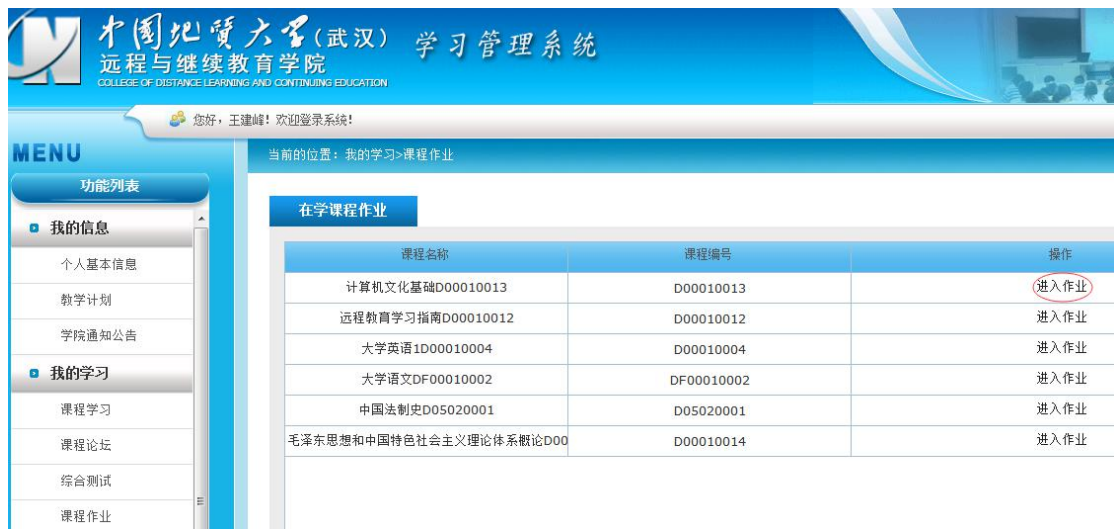 中国地质大学(武汉) 学习管理系统
远程与继续教育学院
COLLEGE OF DISTANCE LEARNING AND CONTINUING EDUCATION
您好，王建峰！欢迎登录系统！
MENU
当前的位置：我的学习>课程作业
功能列表
在学课程作业
我的信息
个人基本信息
教学计划
学院通知公告
我的学习
课程学习
课程论坛
综合测试
课程作业
课程名称 课程编号 操作
计算机文化基础D00010013 D00010013 进入作业
远程教育学习指南D00010012 D00010012 进入作业
大学英语1D00010004 D00010004 进入作业
大学语文DF00010002 DF00010002 进入作业
中国法制史D05020001 D05020001 进入作业
毛泽东思想和中国特色社会主义理论体系概论D00 D00010014 进入作业